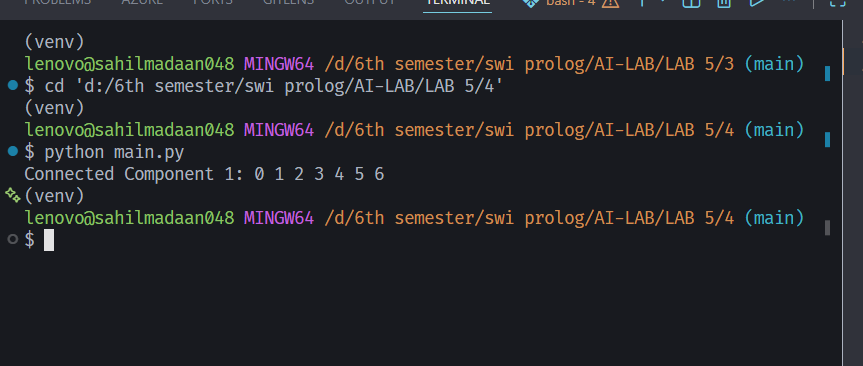 PROBLEMS AZURE PORTS GITLENS OUTPUT TERMINAL bash - 4
(venv)
lenovo@sahilmadaan048 MINGW64 /d/6th semester/swi prolog/AI-LAB/LAB 5/3 (main)
$ cd 'd:/6th semester/swi prolog/AI-LAB/LAB 5/4'
(venv)
lenovo@sahilmadaan048 MINGW64 /d/6th semester/swi prolog/AI-LAB/LAB 5/4 (main)
$ python main.py
Connected Component 1: 0 1 2 3 4 5 6
(venv)
lenovo@sahilmadaan048 MINGW64 /d/6th semester/swi prolog/AI-LAB/LAB 5/4 (main)
$